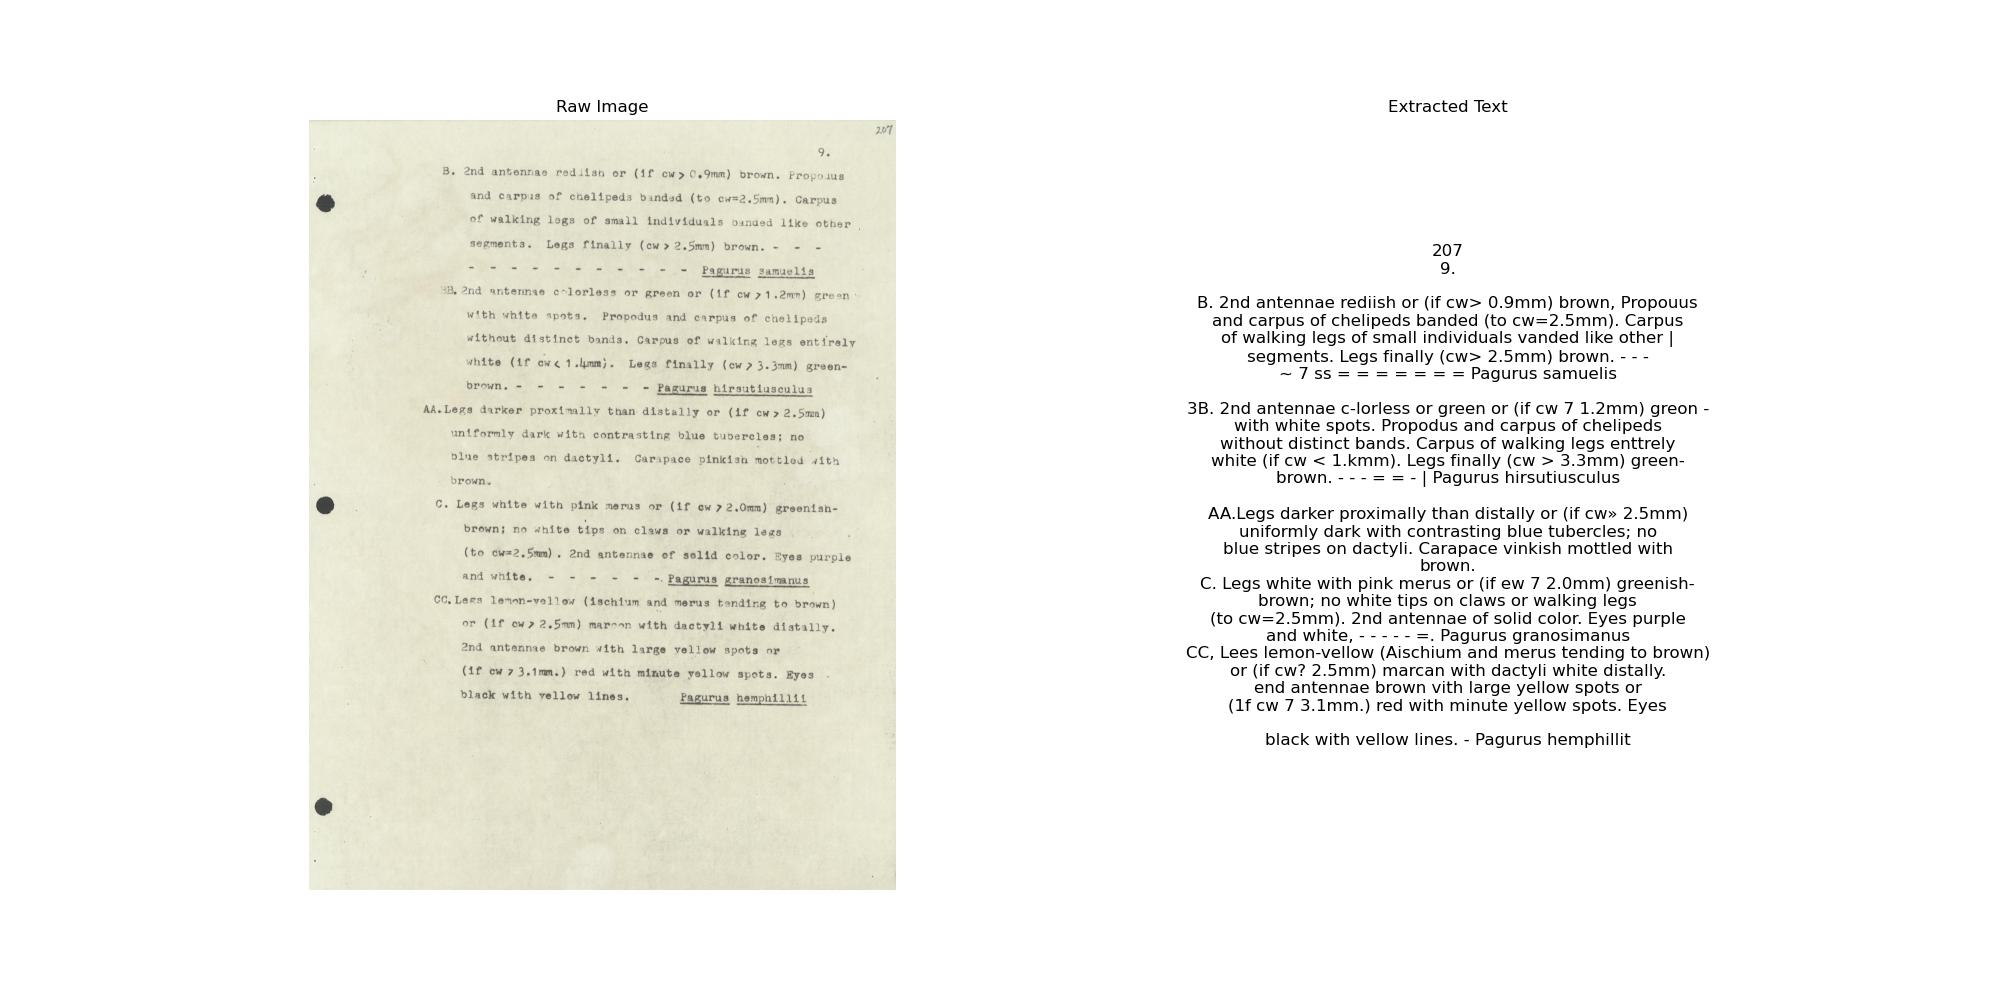 Raw Image
207
9.
B. 2nd antennae rediish or (if cw > 0.9mm) brown. Propodus
and carpus of chelipeds banded (to cw=2.5mm). Carpus
of walking legs of small individuals banded like other
segments. Legs finally (cw > 2.5mm) brown. - - -
- - - - - - - - - - - Pagurus samuelis
BB. 2nd antennae c-lorless or green or (if cw > 1.2mm) green
with white spots. Propodus and carpus of chelipeds
without distinct bands. Carpus of walking legs entirely
white (if cw < 1.4mm). Legs finally (cw > 3.3mm) green-
brown. - - - - - - - Pagurus hirsutiusculus
AA.Legs darker proximally than distally or (if cw > 2.5mm)
uniformly dark with contrasting blue tubercles; no
blue stripes on dactyli. Carapace pinkish mottled with
brown.
C. Legs white with pink merus or (if cw > 2.0mm) greenish-
brown; no white tips on claws or walking legs
(to cw=2.5mm). 2nd antennae of solid color. Eyes purple
and white. - - - - - -. Pagurus granosimanus
CC. Legs lemon-yellow (ischium and merus tending to brown)
or (if cw > 2.5mm) maroon with dactyli white distally.
2nd antennae brown with large yellow spots or
(if cw > 3.1mm.) red with minute yellow spots. Eyes
black with yellow lines. Pagurus hemphillii
Extracted Text
207
9.
B. 2nd antennae rediish or (if cw> 0.9mm) brown, Propouus
and carpus of chelipeds banded (to cw=2.5mm). Carpus
of walking legs of small individuals vanded like other |
segments. Legs finally (cw> 2.5mm) brown. - - -
~ 7 ss = = = = = = = Pagurus samuelis
3B. 2nd antennae c-lorless or green or (if cw 7 1.2mm) greon -
with white spots. Propodus and carpus of chelipeds
without distinct bands. Carpus of walking legs enttrely
white (if cw < 1.kmm). Legs finally (cw > 3.3mm) green-
brown. - - - = = - | Pagurus hirsutiusculus
AA.Legs darker proximally than distally or (if cw» 2.5mm)
uniformly dark with contrasting blue tubercles; no
blue stripes on dactyli. Carapace vinkish mottled with
brown.
C. Legs white with pink merus or (if ew 7 2.0mm) greenish-
brown; no white tips on claws or walking legs
(to cw=2.5mm). 2nd antennae of solid color. Eyes purple
and white, - - - - - =. Pagurus granosimanus
CC, Lees lemon-vellow (Aischium and merus tending to brown)
or (if cw? 2.5mm) marcan with dactyli white distally.
end antennae brown vith large yellow spots or
(1f cw 7 3.1mm.) red with minute yellow spots. Eyes
black with vellow lines. - Pagurus hemphillit